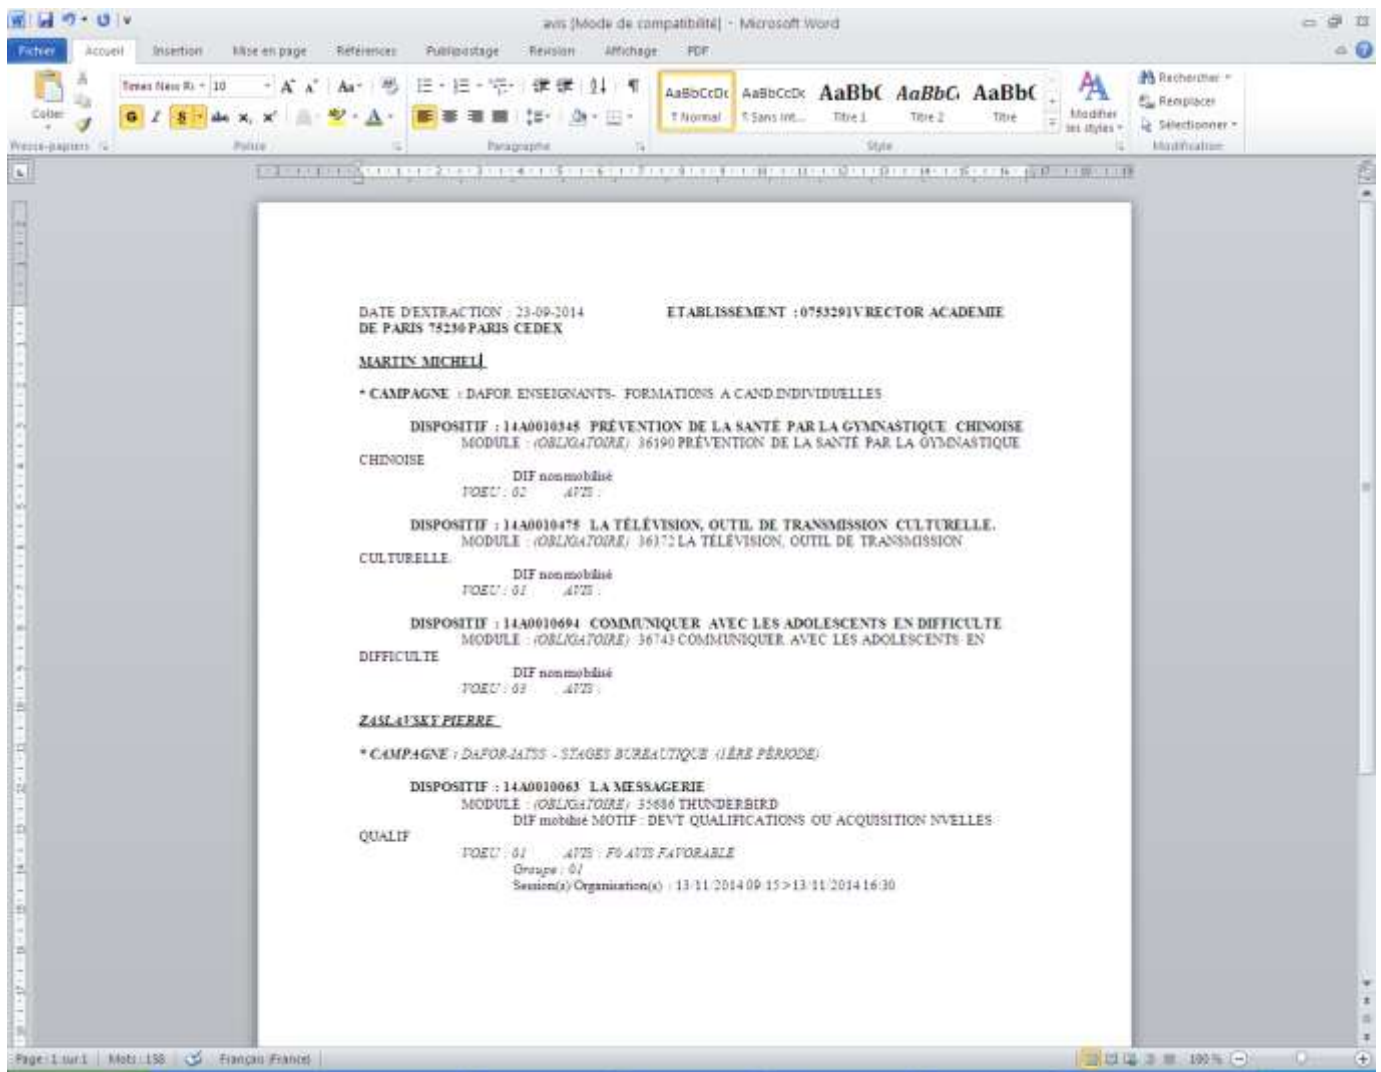 avis [Mode de compatibilité] - Microsoft Word
Fichier Accueil Insertion Mise en page Références Publipostage Révision Affichage PDF
Coller
Times New Ro 10
G I S abc x, x'
Aa
A
AaBbCcDc AaBbCcDc AaBbC AaBbC AaBbC
¶ Normal ¶ Sans int... Titre 1 Titre 2 Titre
Modifier les styles
Rechercher
Remplacer
Sélectionner
Presse-papiers Police Paragraphe Style Modification
DATE D'EXTRACTION : 23-09-2014 ETABLISSEMENT : 0753291V RECTOR ACADEMIE
DE PARIS 75230 PARIS CEDEX
MARTIN MICHEL
* CAMPAGNE : DAFOR ENSEIGNANTS- FORMATIONS A CAND.INDIVIDUELLES
DISPOSITIF : 14A0010345 PRÉVENTION DE LA SANTÉ PAR LA GYMNASTIQUE CHINOISE
MODULE : (OBLIGATOIRE) 36190 PRÉVENTION DE LA SANTÉ PAR LA GYMNASTIQUE
CHINOISE
DIF non mobilisé
VOEU : 02 AVIS :
DISPOSITIF : 14A0010475 LA TÉLÉVISION, OUTIL DE TRANSMISSION CULTURELLE.
MODULE : (OBLIGATOIRE) 36372 LA TÉLÉVISION, OUTIL DE TRANSMISSION
CULTURELLE.
DIF non mobilisé
VOEU : 01 AVIS :
DISPOSITIF : 14A0010694 COMMUNIQUER AVEC LES ADOLESCENTS EN DIFFICULTE
MODULE : (OBLIGATOIRE) 36743 COMMUNIQUER AVEC LES ADOLESCENTS EN
DIFFICULTE
DIF non mobilisé
VOEU : 03 AVIS :
ZASLAVSKY PIERRE
* CAMPAGNE : DAFOR-IATSS - STAGES BUREAUTIQUE (1ÈRE PÉRIODE)
DISPOSITIF : 14A0010063 LA MESSAGERIE
MODULE : (OBLIGATOIRE) 35686 THUNDERBIRD
DIF mobilisé MOTIF : DEVT QUALIFICATIONS OU ACQUISITION NVELLES
QUALIF
VOEU : 01 AVIS : F6 AVIS FAVORABLE
Groupe : 01
Session(s)/Organisation(s) : 13/11/2014 09:15 > 13/11/2014 16:30
Page : 1 sur 1 Mots : 158 Français (France) 100 %